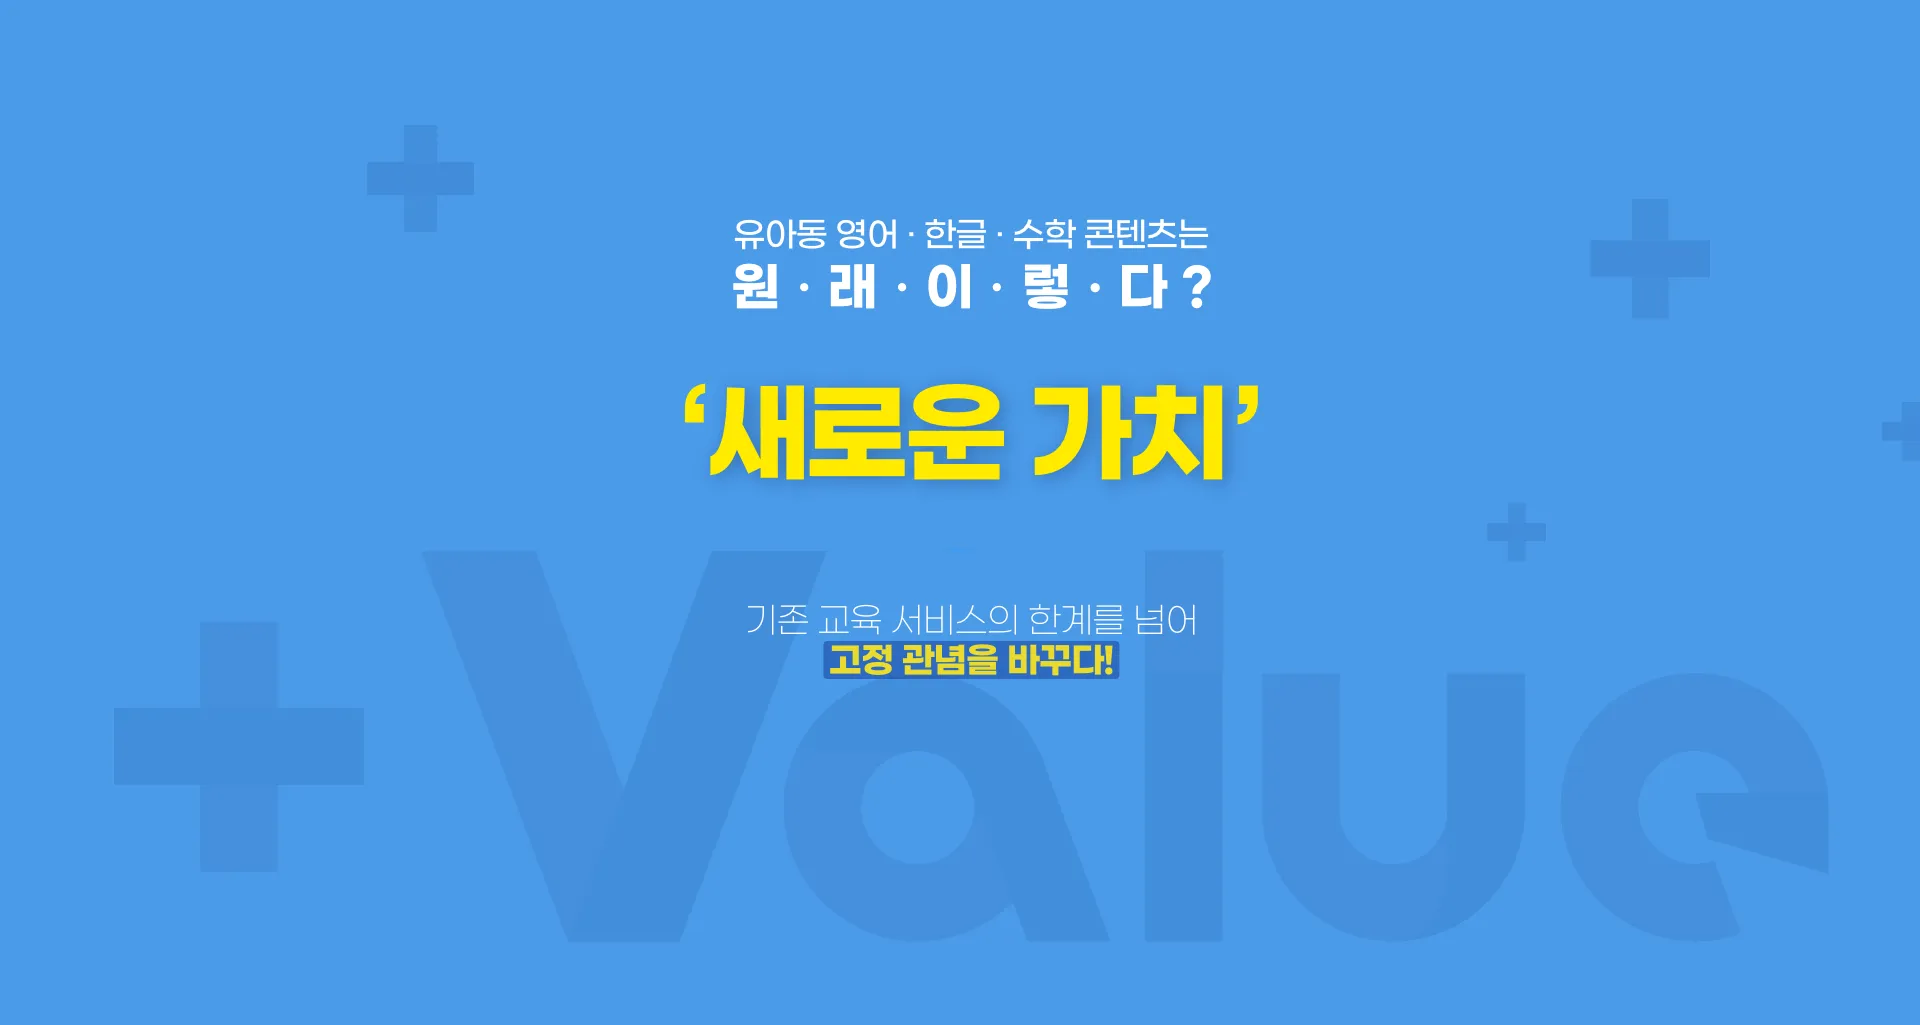 유아동 영어 · 한글 · 수학 콘텐츠는
원 · 래 · 이 · 렇 · 다 ?
‘새로운 가치’
기존 교육 서비스의 한계를 넘어
고정 관념을 바꾸다!
+Value